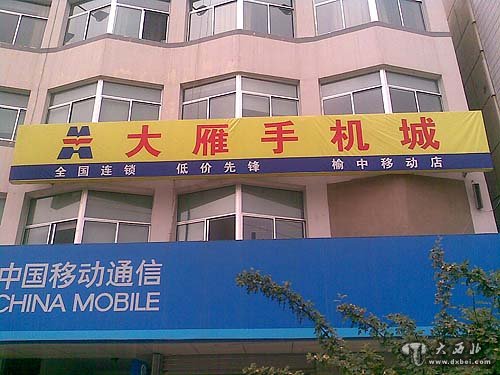 大雁手机城
全国连锁 低价先锋 榆中移动店
中国移动通信
CHINA MOBILE
大西北
www.dxbei.com